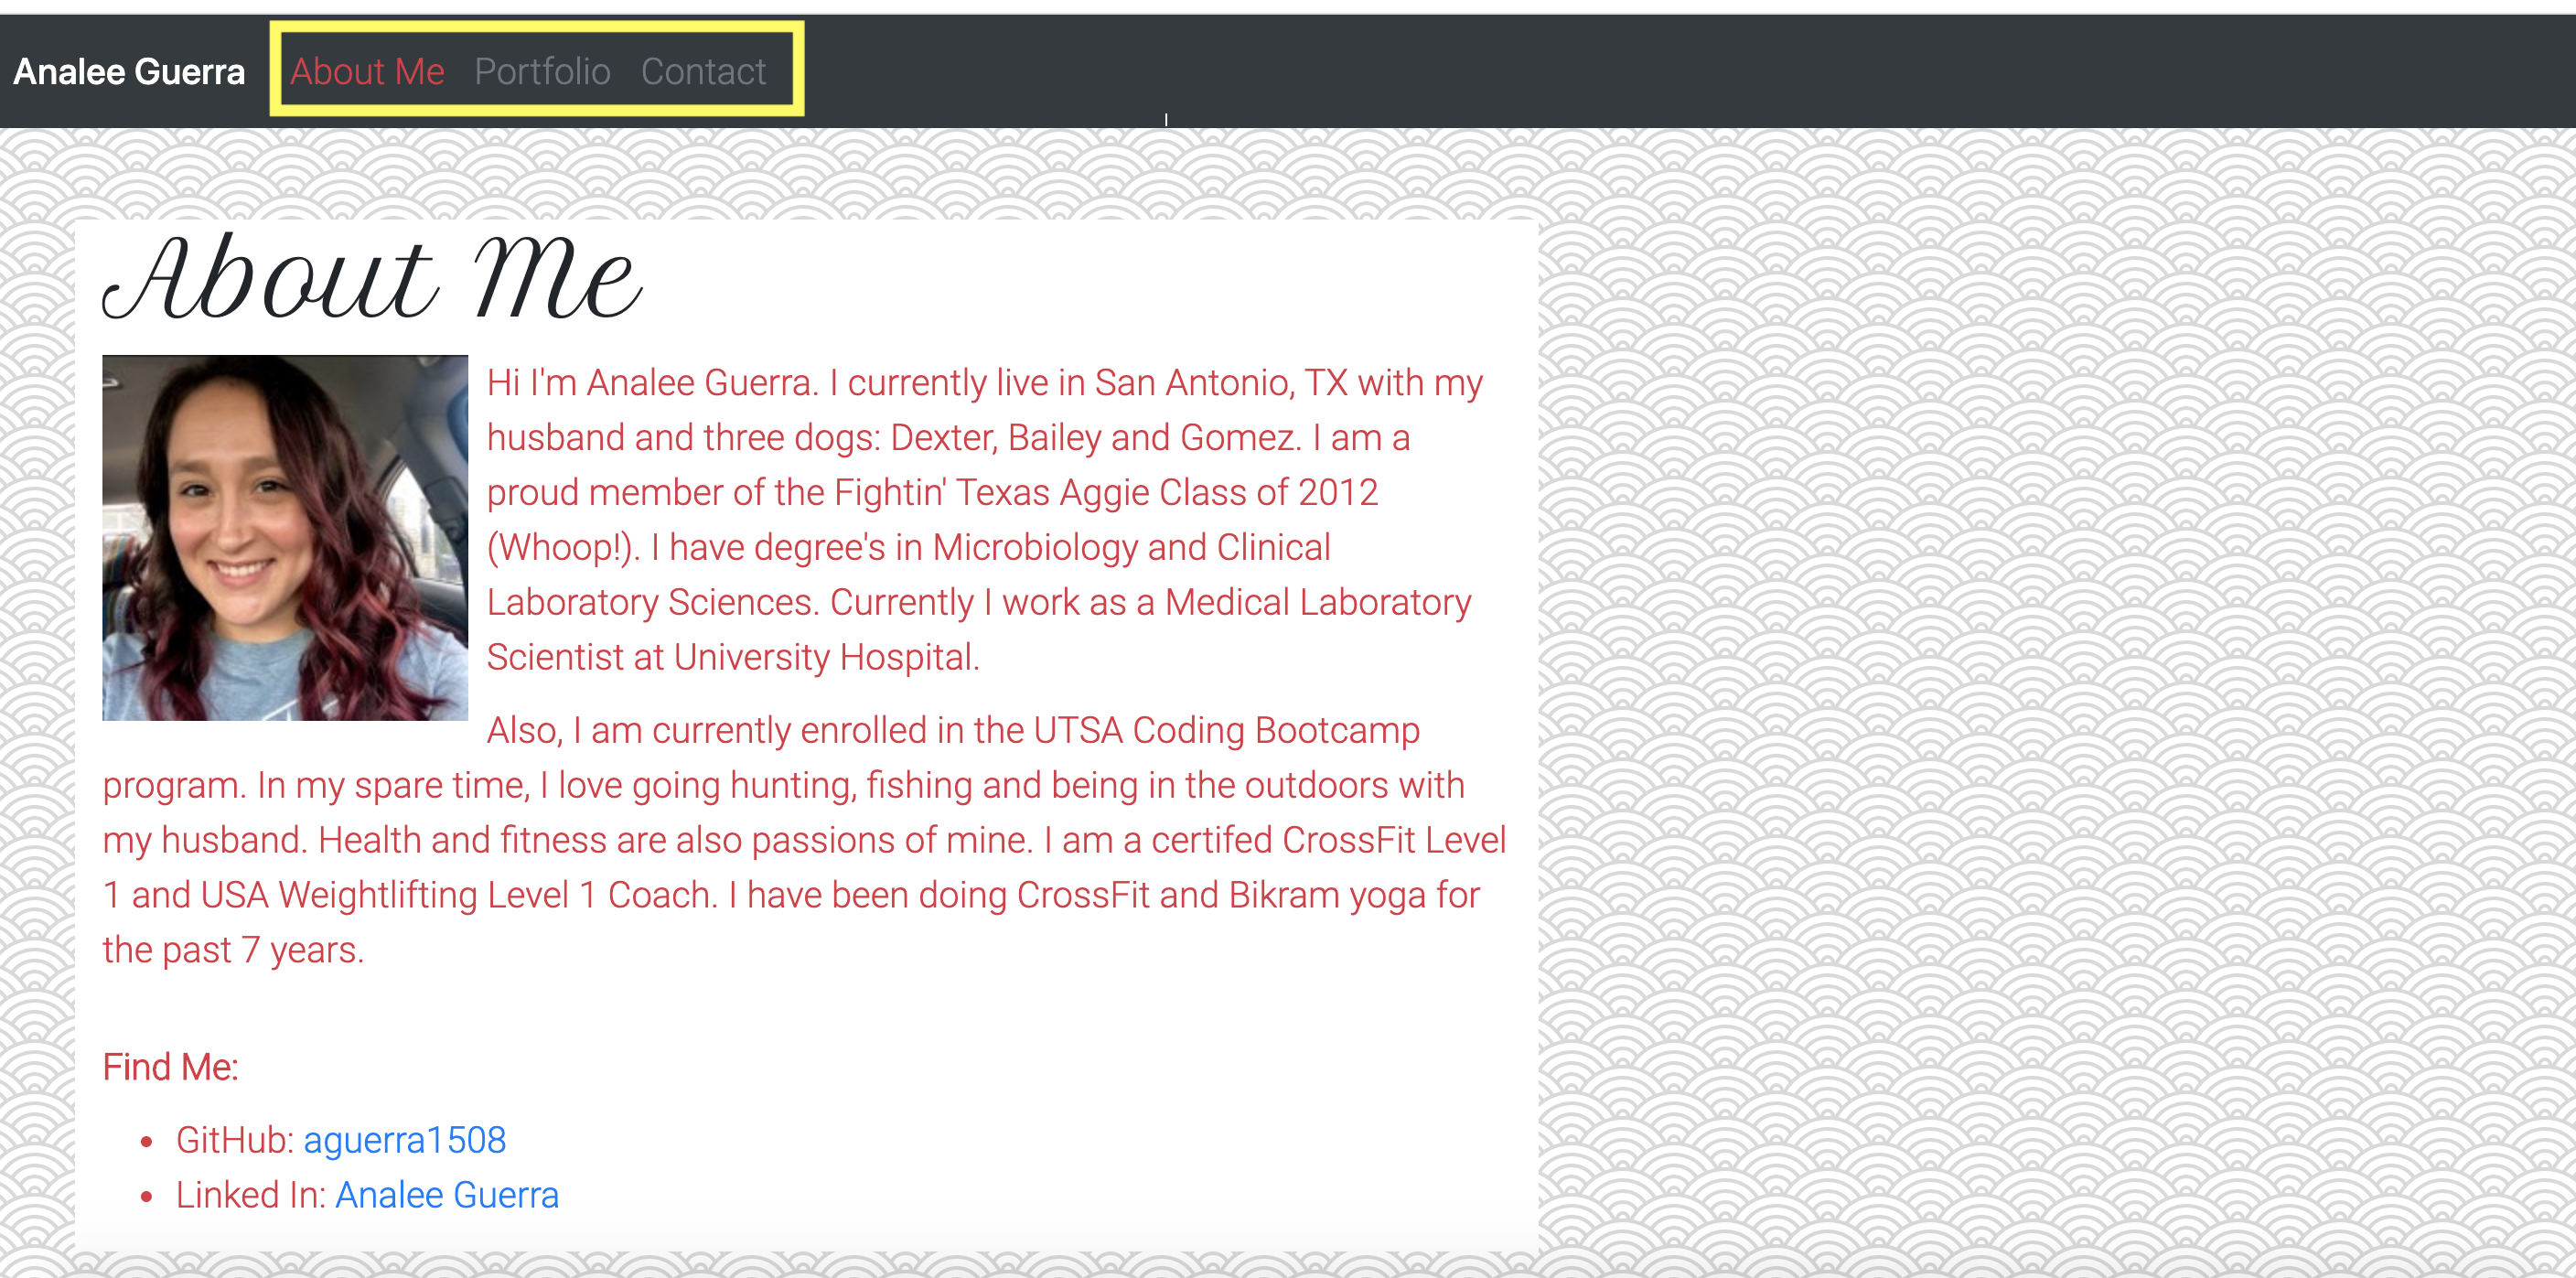 Analee Guerra About Me Portfolio Contact
About Me
Hi I'm Analee Guerra. I currently live in San Antonio, TX with my
husband and three dogs: Dexter, Bailey and Gomez. I am a
proud member of the Fightin' Texas Aggie Class of 2012
(Whoop!). I have degree's in Microbiology and Clinical
Laboratory Sciences. Currently I work as a Medical Laboratory
Scientist at University Hospital.
Also, I am currently enrolled in the UTSA Coding Bootcamp
program. In my spare time, I love going hunting, fishing and being in the outdoors with
my husband. Health and fitness are also passions of mine. I am a certifed CrossFit Level
1 and USA Weightlifting Level 1 Coach. I have been doing CrossFit and Bikram yoga for
the past 7 years.
Find Me:
• GitHub: aguerra1508
• Linked In: Analee Guerra